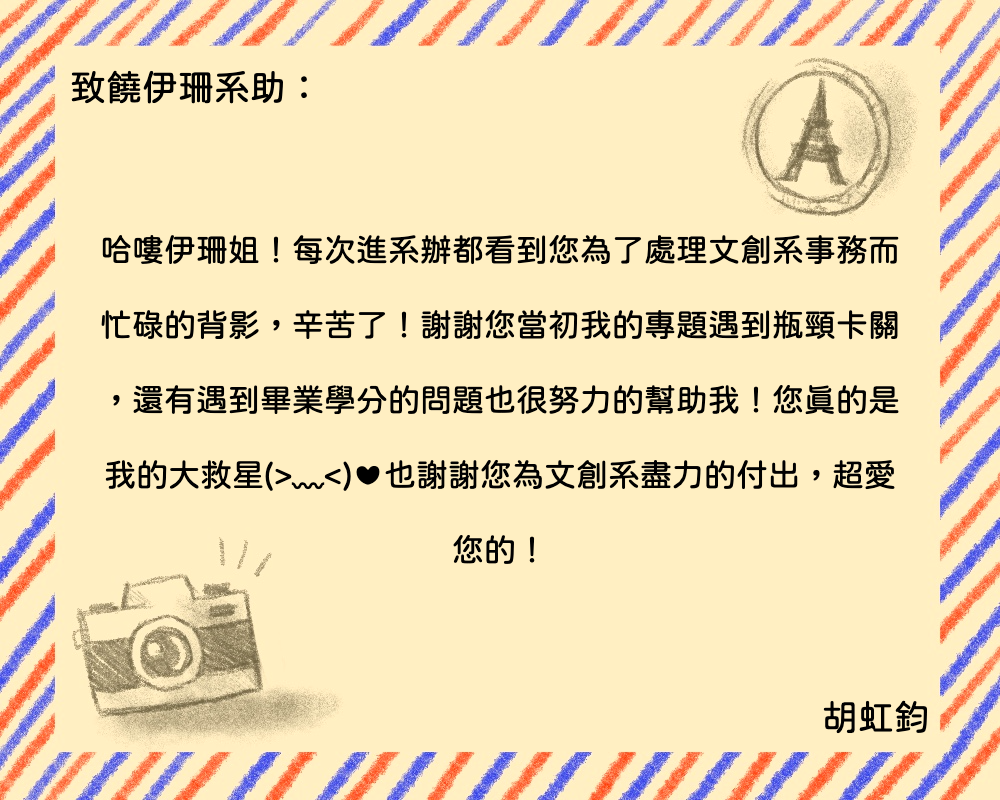 致饒伊珊系助：
哈嘍伊珊姐！每次進系辦都看到您為了處理文創系事務而
忙碌的背影，辛苦了！謝謝您當初我的專題遇到瓶頸卡關
，還有遇到畢業學分的問題也很努力的幫助我！您真的是
我的大救星(>﹏<)❤也謝謝您為文創系盡力的付出，超愛
您的！
胡虹鈞